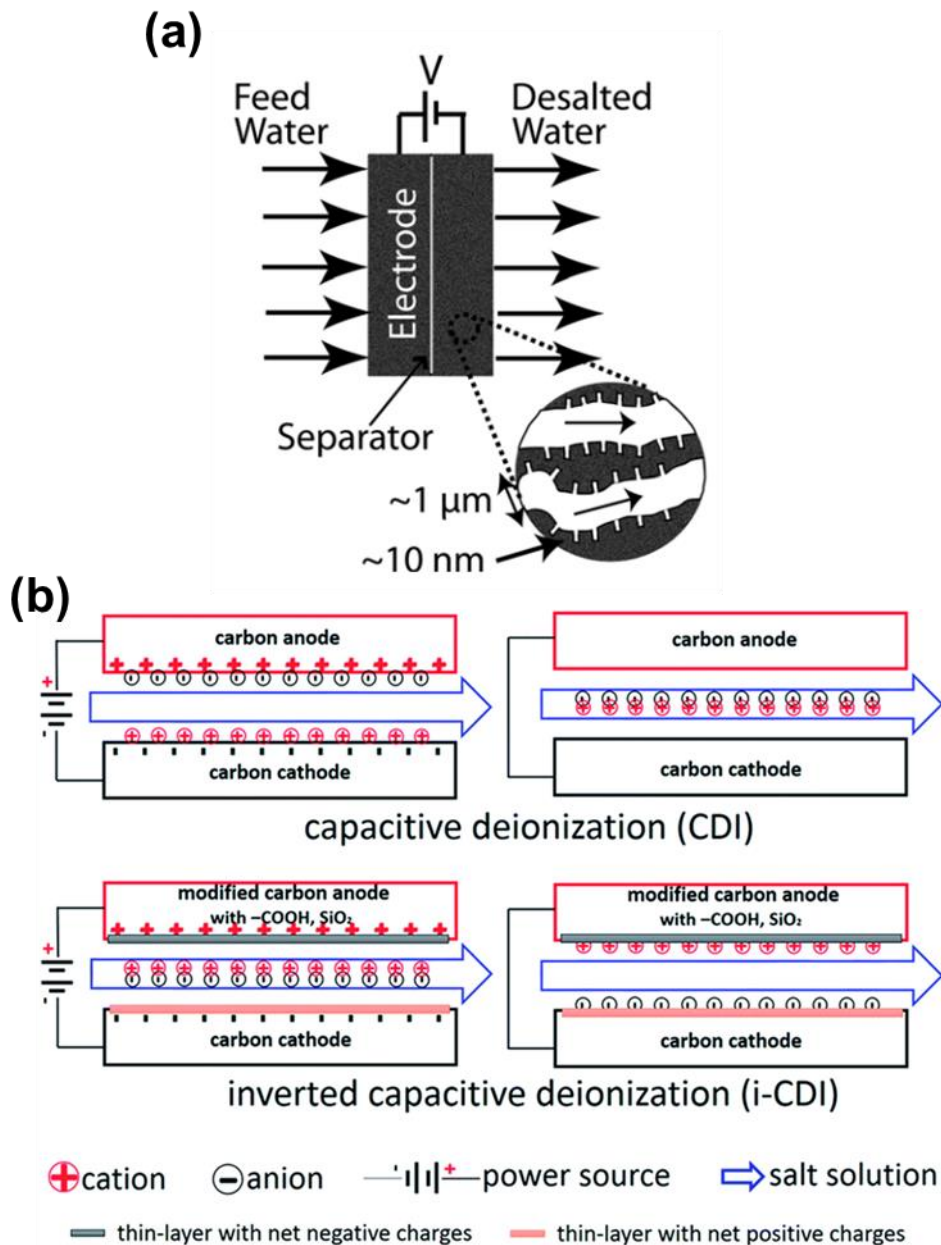 (a)
V
Feed
Water
Desalted
Water
Electrode
Separator
~1 μm
~10 nm
(b)
carbon anode
carbon anode
carbon cathode
carbon cathode
capacitive deionization (CDI)
modified carbon anode
with –COOH, SiO₂
modified carbon anode
with –COOH, SiO₂
carbon cathode
carbon cathode
inverted capacitive deionization (i-CDI)
cation
anion
power source
salt solution
thin-layer with net negative charges
thin-layer with net positive charges